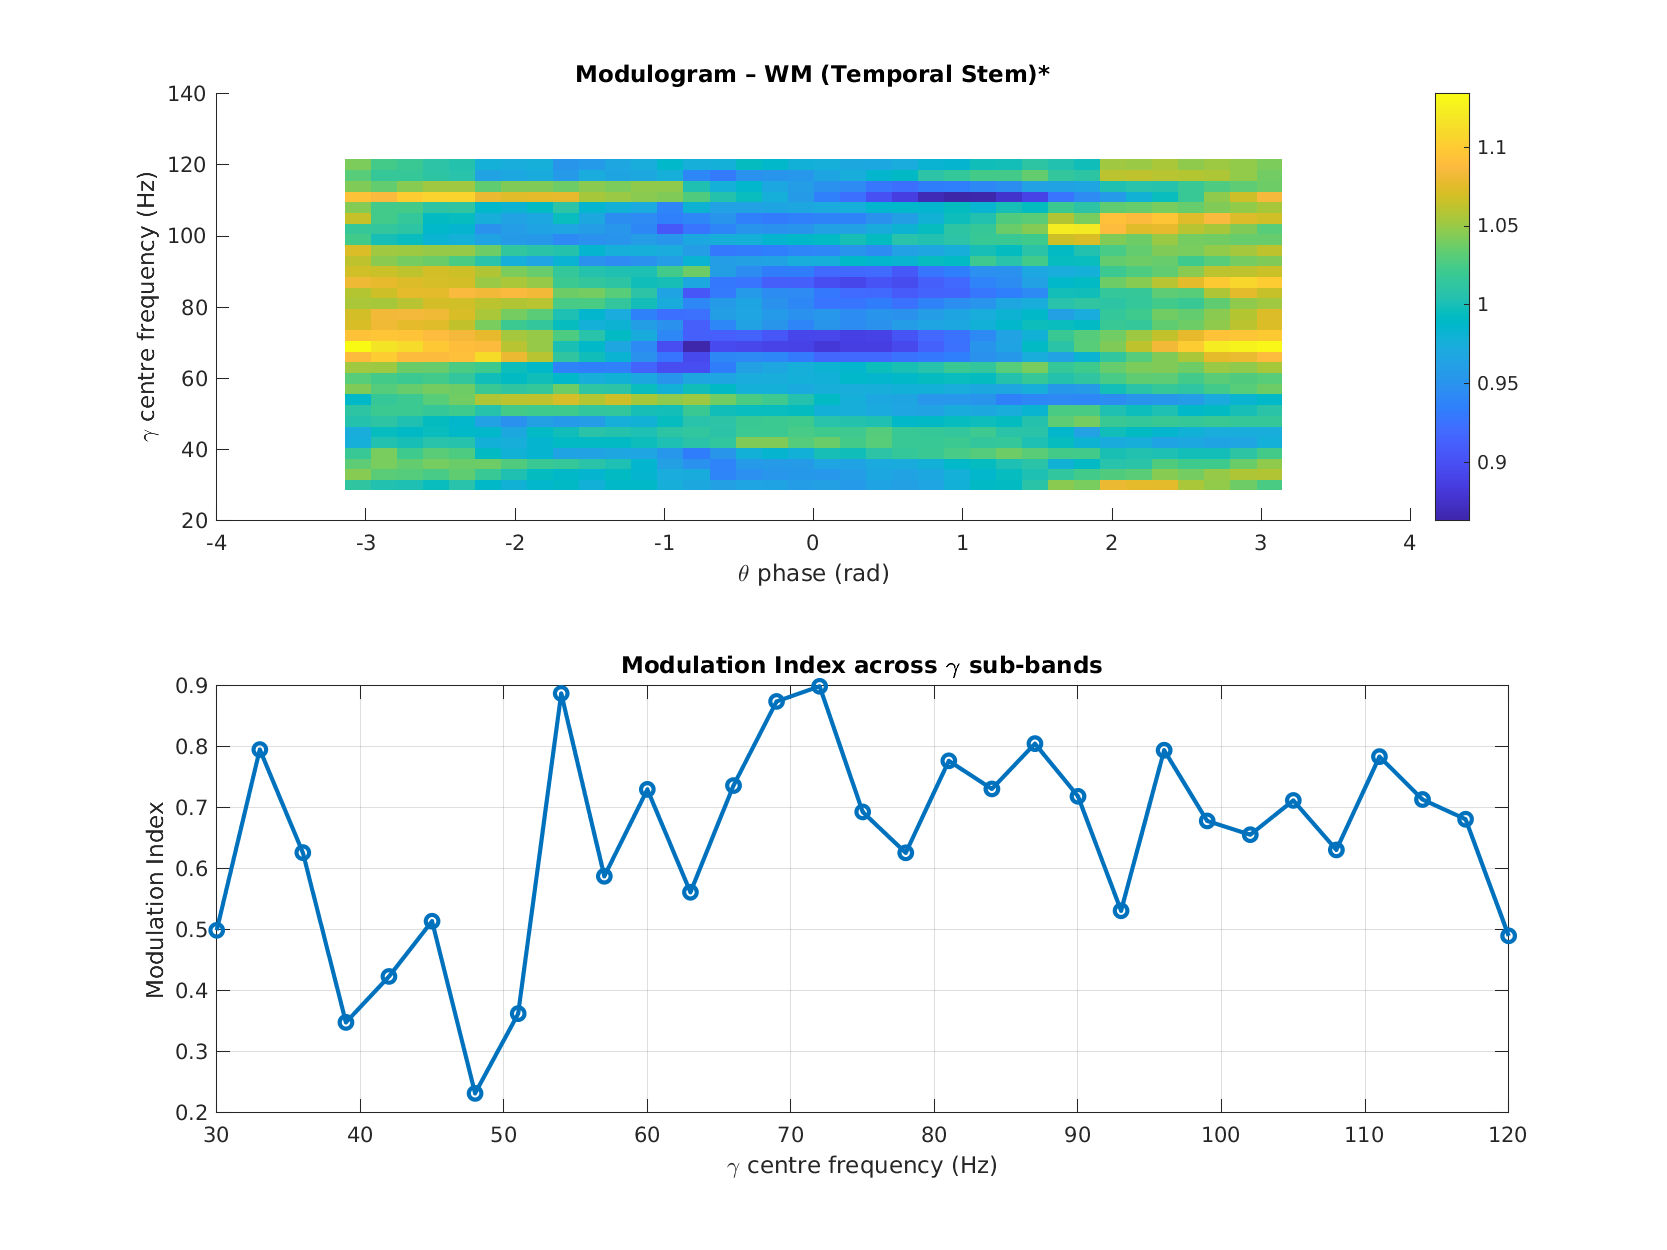 Modulogram – WM (Temporal Stem)*
140
120
100
80
60
40
20
γ centre frequency (Hz)
-4 -3 -2 -1 0 1 2 3 4
θ phase (rad)
1.1
1.05
1
0.95
0.9
Modulation Index across γ sub-bands
0.9
0.8
0.7
0.6
0.5
0.4
0.3
0.2
Modulation Index
30 40 50 60 70 80 90 100 110 120
γ centre frequency (Hz)